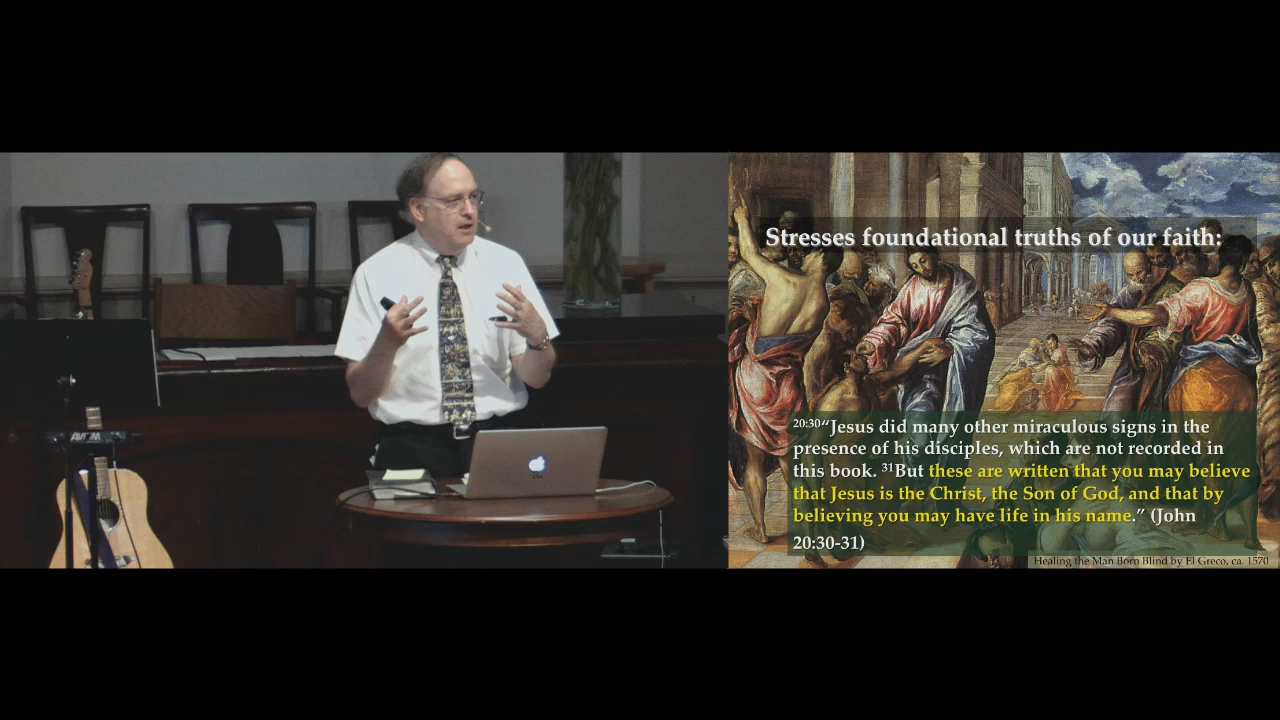 Stresses foundational truths of our faith:
20:30“Jesus did many other miraculous signs in the
presence of his disciples, which are not recorded in
this book. 31But these are written that you may believe
that Jesus is the Christ, the Son of God, and that by
believing you may have life in his name.” (John
20:30-31)
Healing the Man Born Blind by El Greco, ca. 1570
AVIOM